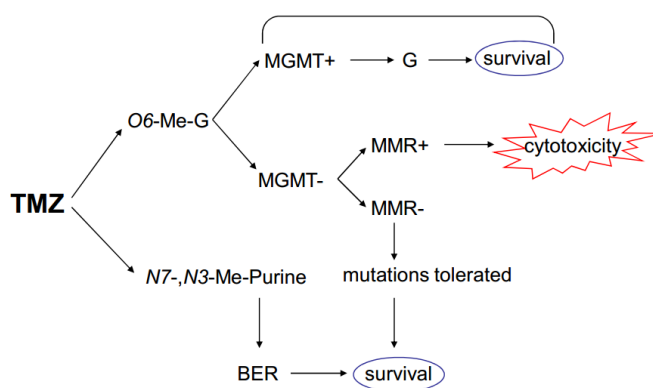 MGMT+ G survival
O6-Me-G
MMR+ cytotoxicity
MGMT-
TMZ
MMR-
N7-,N3-Me-Purine mutations tolerated
BER survival